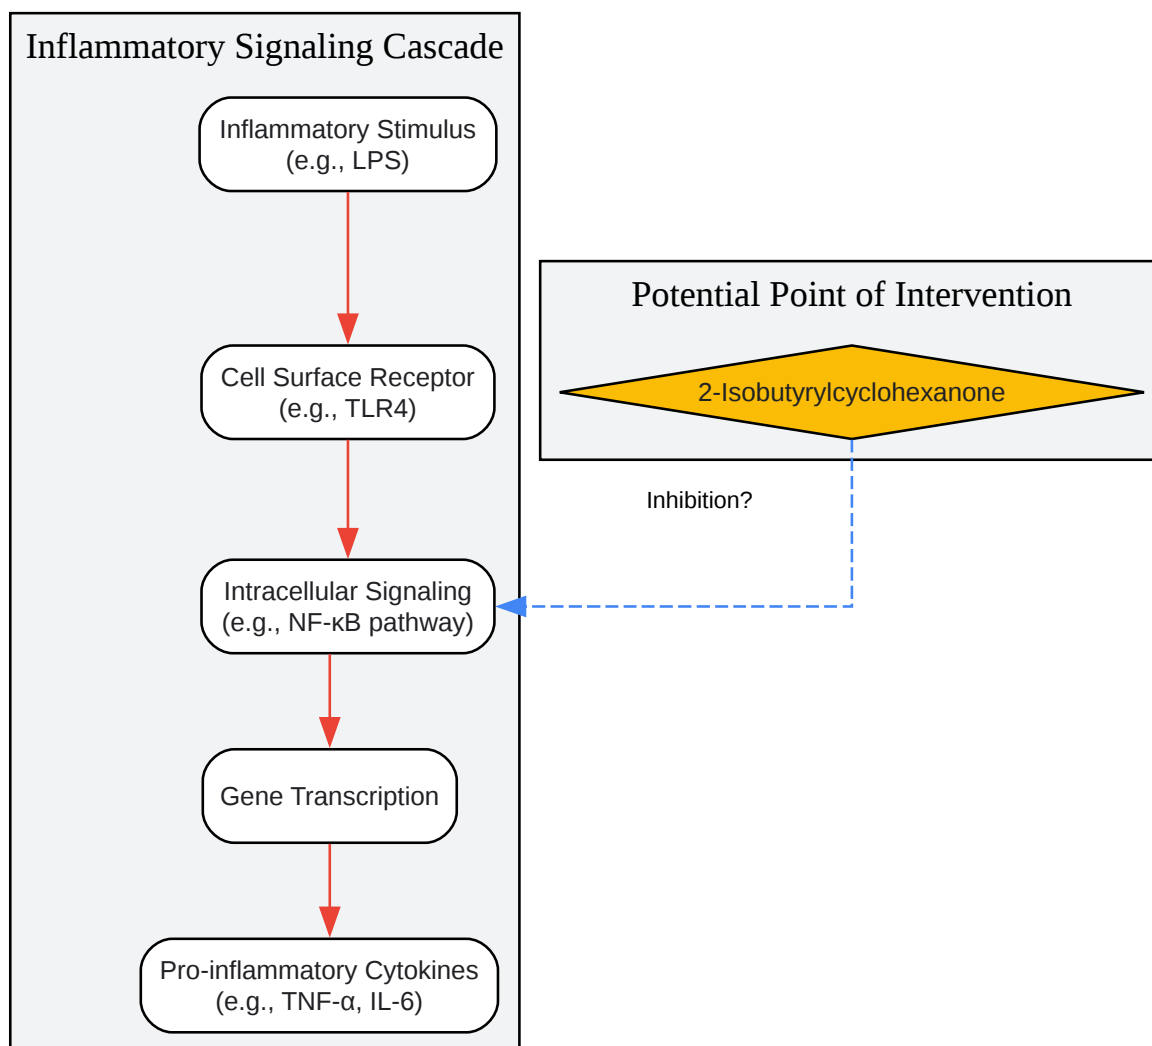 Inflammatory Signaling Cascade
Inflammatory Stimulus
(e.g., LPS)
Cell Surface Receptor
(e.g., TLR4)
Intracellular Signaling
(e.g., NF-κB pathway)
Gene Transcription
Pro-inflammatory Cytokines
(e.g., TNF-α, IL-6)
Potential Point of Intervention
2-Isobutyrylcyclohexanone
Inhibition?